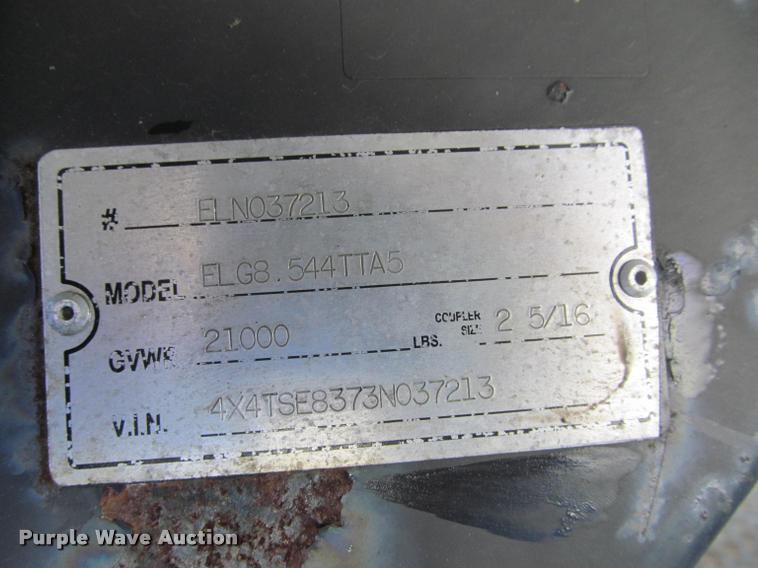 # ELN037213
MODEL ELG8.544TTA5
GVWR 21000 LBS. COUPLER SIZE 2 5/16
V.I.N. 4X4TSE8373N037213
Purple Wave Auction